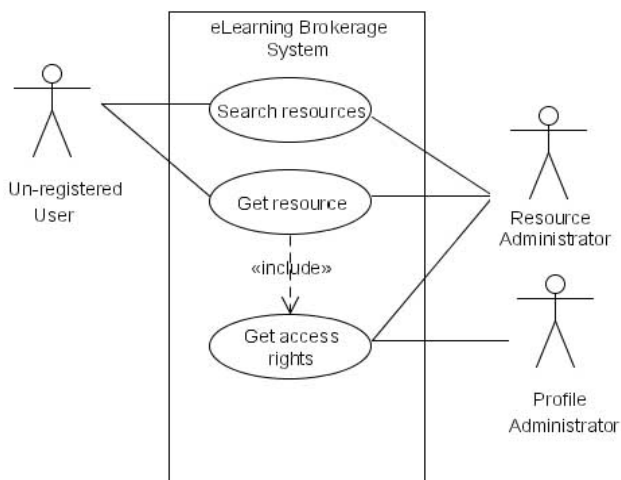 eLearning Brokerage
System
Search resources
Un-registered
User
Get resource
Resource
Administrator
«include»
Get access
rights
Profile
Administrator